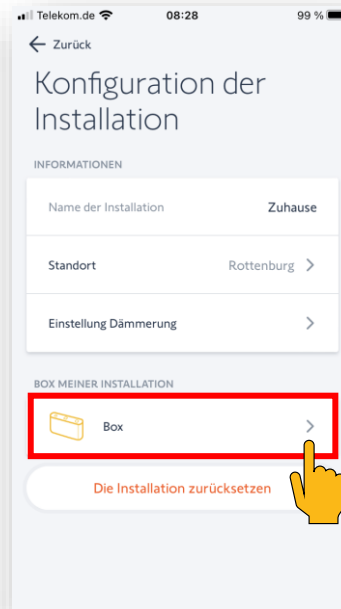 Telekom.de 08:28 99 %
Zurück
Konfiguration der
Installation
INFORMATIONEN
Name der Installation Zuhause
Standort Rottenburg
Einstellung Dämmerung
BOX MEINER INSTALLATION
Box
Die Installation zurücksetzen